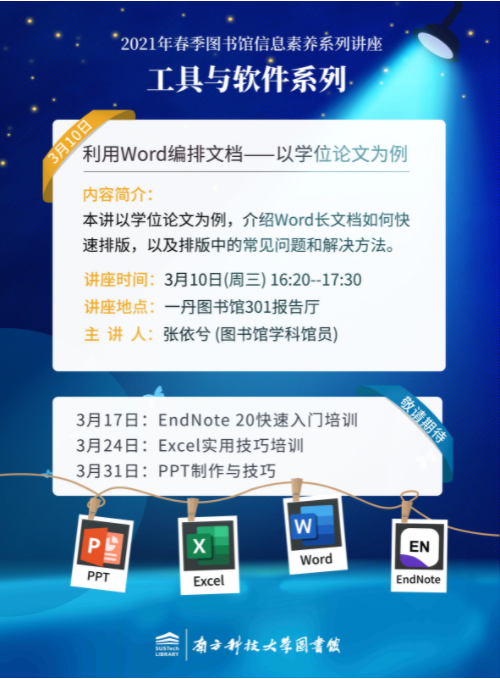 2021年春季图书馆信息素养系列讲座
工具与软件系列
3月10日
利用Word编排文档——以学位论文为例
内容简介：
本讲以学位论文为例，介绍Word长文档如何快
速排版，以及排版中的常见问题和解决方法。
讲座时间：3月10日(周三) 16:20--17:30
讲座地点：一丹图书馆301报告厅
主 讲 人：张依兮 (图书馆学科馆员)
敬请期待
3月17日：EndNote 20快速入门培训
3月24日：Excel实用技巧培训
3月31日：PPT制作与技巧
P
PPT
X
Excel
W
Word
EN
EndNote
SUSTech
LIBRARY
南方科技大学图书馆